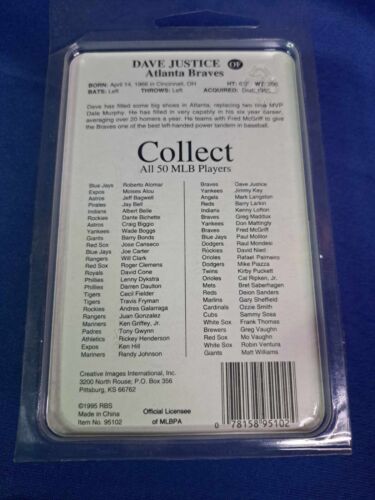 DAVE JUSTICE OF
Atlanta Braves
BORN: April 14, 1966 in Cincinnati, OH HT: 6'3" WT: 200
BATS: Left THROWS: Left ACQUIRED: Draft,
Dave has filled some big shoes in Atlanta, replacing two time MVP
Dale Murphy. He has filled in very capably in his six year career,
averaging over 20 homers a year. He teams with Fred McGriff to give
the Braves one of the best left-handed power tandem in baseball.
Collect
All 50 MLB Players
Blue Jays Roberto Alomar
Expos Moises Alou
Astros Jeff Bagwell
Pirates Jay Bell
Indians Albert Belle
Rockies Dante Bichette
Astros Craig Biggio
Yankees Wade Boggs
Giants Barry Bonds
Red Sox Jose Canseco
Blue Jays Joe Carter
Rangers Will Clark
Red Sox Roger Clemens
Royals David Cone
Phillies Lenny Dykstra
Phillies Darren Daulton
Tigers Cecil Fielder
Tigers Travis Fryman
Rockies Andres Galarraga
Rangers Juan Gonzalez
Mariners Ken Griffey, Jr.
Padres Tony Gwynn
Athletics Rickey Henderson
Expos Ken Hill
Mariners Randy Johnson
Braves Dave Justice
Yankees Jimmy Key
Angels Mark Langston
Reds Barry Larkin
Indians Kenny Lofton
Braves Greg Maddux
Yankees Don Mattingly
Braves Fred McGriff
Blue Jays Paul Molitor
Dodgers Raul Mondesi
Rockies David Nied
Orioles Rafael Palmeiro
Dodgers Mike Piazza
Twins Kirby Puckett
Orioles Cal Ripken, Jr.
Mets Bret Saberhagen
Reds Deion Sanders
Marlins Gary Sheffield
Cardinals Ozzie Smith
Cubs Sammy Sosa
White Sox Frank Thomas
Brewers Greg Vaughn
Red Sox Mo Vaughn
White Sox Robin Ventura
Giants Matt Williams
Creative Images International, Inc.
3200 North Rouse; P.O. Box 356
Pittsburg, KS 66762
©1995 RBS
Made in China
Item No. 95102
Official Licensee
of MLBPA
0 78158 95102